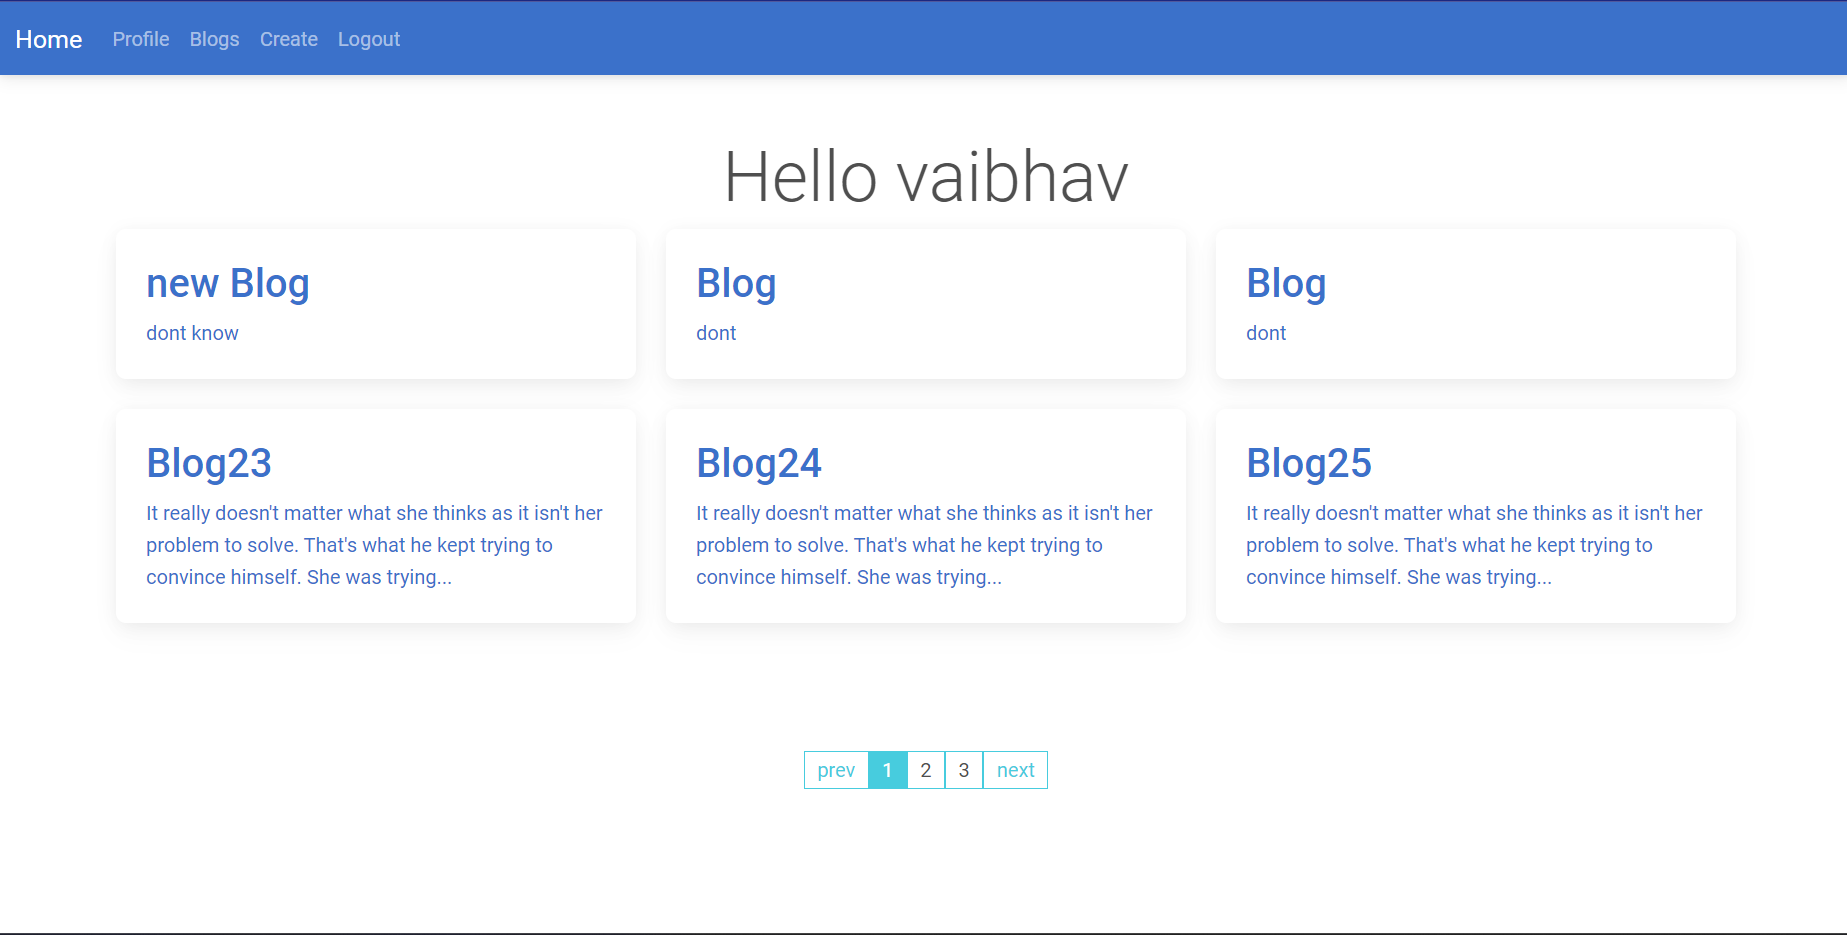 Home Profile Blogs Create Logout
Hello vaibhav
new Blog
dont know
Blog
dont
Blog
dont
Blog23
It really doesn't matter what she thinks as it isn't her
problem to solve. That's what he kept trying to
convince himself. She was trying...
Blog24
It really doesn't matter what she thinks as it isn't her
problem to solve. That's what he kept trying to
convince himself. She was trying...
Blog25
It really doesn't matter what she thinks as it isn't her
problem to solve. That's what he kept trying to
convince himself. She was trying...
prev 1 2 3 next